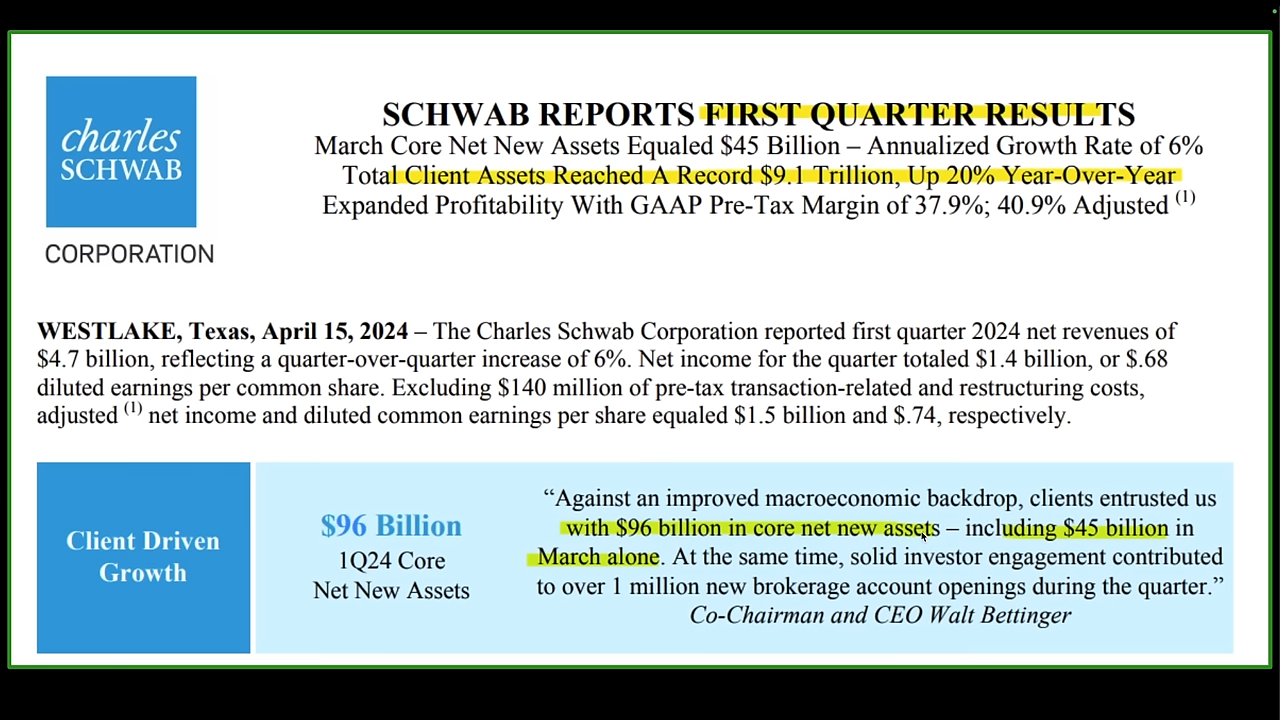 charles
SCHWAB
CORPORATION
SCHWAB REPORTS FIRST QUARTER RESULTS
March Core Net New Assets Equaled $45 Billion – Annualized Growth Rate of 6%
Total Client Assets Reached A Record $9.1 Trillion, Up 20% Year-Over-Year
Expanded Profitability With GAAP Pre-Tax Margin of 37.9%; 40.9% Adjusted (1)
WESTLAKE, Texas, April 15, 2024 – The Charles Schwab Corporation reported first quarter 2024 net revenues of
$4.7 billion, reflecting a quarter-over-quarter increase of 6%. Net income for the quarter totaled $1.4 billion, or $.68
diluted earnings per common share. Excluding $140 million of pre-tax transaction-related and restructuring costs,
adjusted (1) net income and diluted common earnings per share equaled $1.5 billion and $.74, respectively.
Client Driven
Growth
$96 Billion
1Q24 Core
Net New Assets
“Against an improved macroeconomic backdrop, clients entrusted us
with $96 billion in core net new assets – including $45 billion in
March alone. At the same time, solid investor engagement contributed
to over 1 million new brokerage account openings during the quarter.”
Co-Chairman and CEO Walt Bettinger